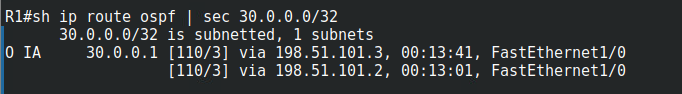 R1#sh ip route ospf | sec 30.0.0.0/32
      30.0.0.0/32 is subnetted, 1 subnets
O IA     30.0.0.1 [110/3] via 198.51.101.3, 00:13:41, FastEthernet1/0
                  [110/3] via 198.51.101.2, 00:13:01, FastEthernet1/0